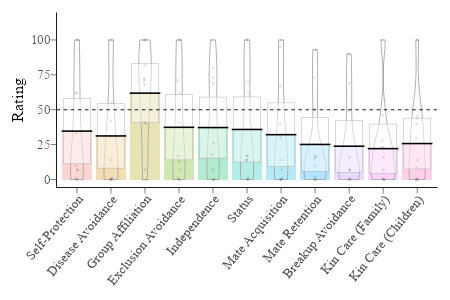 Rating
100
75
50
25
0
Self-Protection
Disease Avoidance
Group Affiliation
Exclusion Avoidance
Independence
Status
Mate Acquisition
Mate Retention
Breakup Avoidance
Kin Care (Family)
Kin Care (Children)